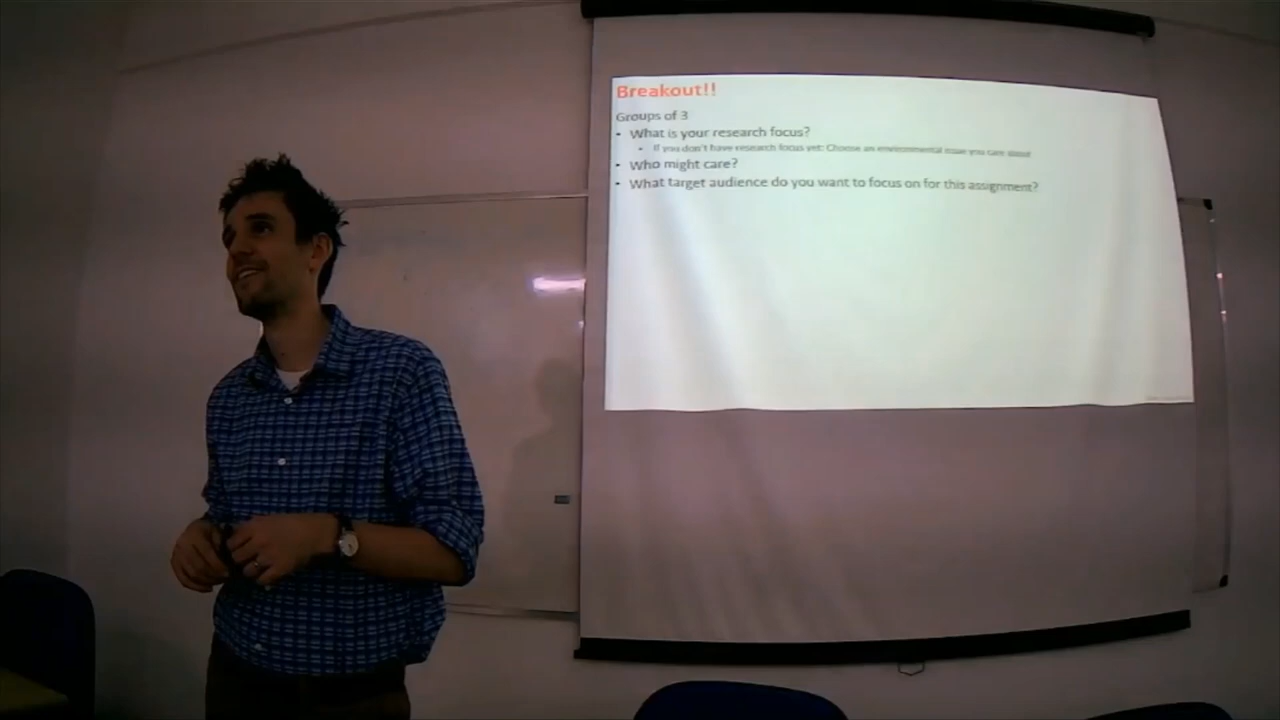 Breakout!!
Groups of 3
• What is your research focus?
• If you don't have research focus yet: Choose an environmental issue you care about
• Who might care?
• What target audience do you want to focus on for this assignment?